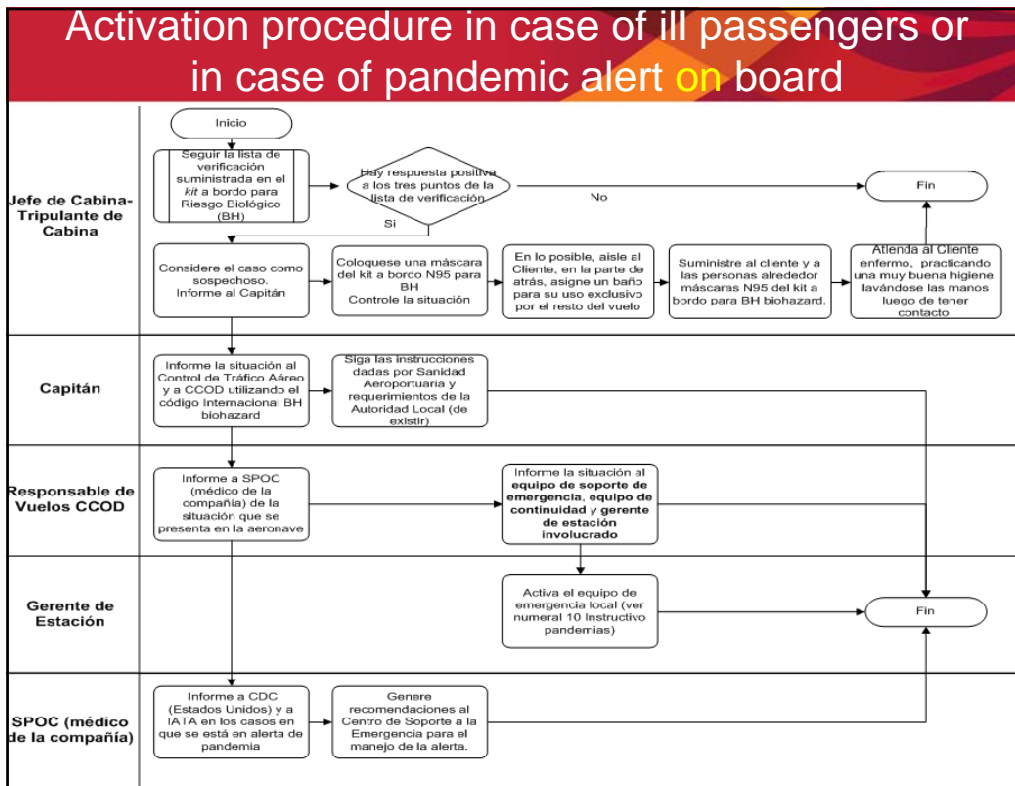 Activation procedure in case of ill passengers or
in case of pandemic alert on board
Inicio
Jefe de Cabina-
Tripulante de
Cabina
Seguir la lista de
verificación
suministrada en el
kit a bordo para
Riesgo Biológico
(BH)
Hay respuesta positiva
a los tres puntos de la
lista de verificación
No
Si
Fin
Considere el caso como
sospechoso.
Informe al Capitán
Coloquese una máscara
del kit a borco N95 para
BH
Controle la situación
En lo posible, aisle al
Cliente, en la parte de
atrás, asigne un baño
para su uso exclusivo
por el resto del vuelo
Suministre al cliente y a
las personas alrededor
máscaras N95 del kit a
bordo para BH biohazard.
Atienda al Cliente
enfermo, practicando
una muy buena higiene
lavándose las manos
luego de tener
contacto
Capitán
Informe la situación al
Control de Tráfico Aáreo
y a CCOD utilizando el
código Internacional BH
biohazard
Siga las instrucciones
dadas por Sanidad
Aeroportuaria y
requerimientos de la
Autoridad Local (de
existir)
Responsable de
Vuelos CCOD
Informe a SPOC
(médico de la
compañía) de la
situación que se
presenta en la aeronave
Informe la situación al
equipo de soporte de
emergencia, equipo de
continuidad y gerente
de estación
involucrado
Gerente de
Estación
Activa el equipo de
emergencia local (ver
numeral 10 Instructivo
pandemias)
Fin
SPOC (médico
de la compañía)
Informe a CDC
(Estados Unidos) y a
IATA en los casos en
que se está en alerta de
pandemia
Genere
recomendaciones al
Centro de Soporte a la
Emergencia para el
manejo de la alerta.